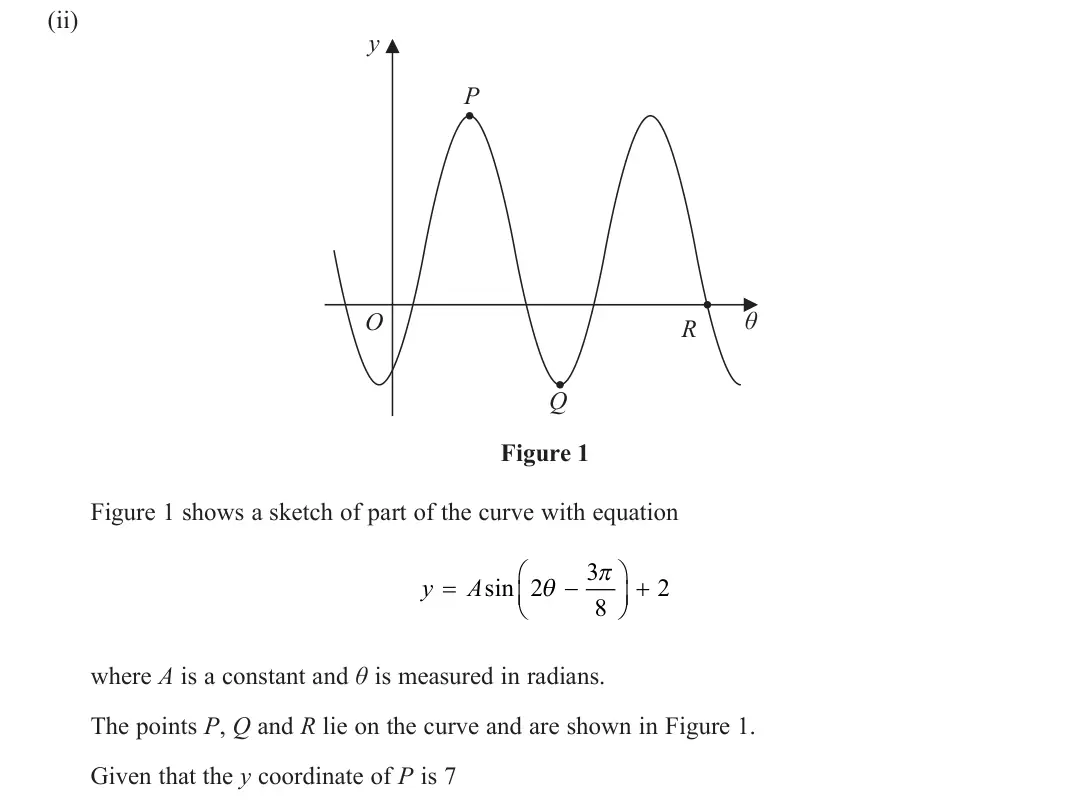 (ii)
y
P
O
R
θ
Q
Figure 1
Figure 1 shows a sketch of part of the curve with equation
y = A sin(2θ − 3π/8) + 2
where A is a constant and θ is measured in radians.
The points P, Q and R lie on the curve and are shown in Figure 1.
Given that the y coordinate of P is 7